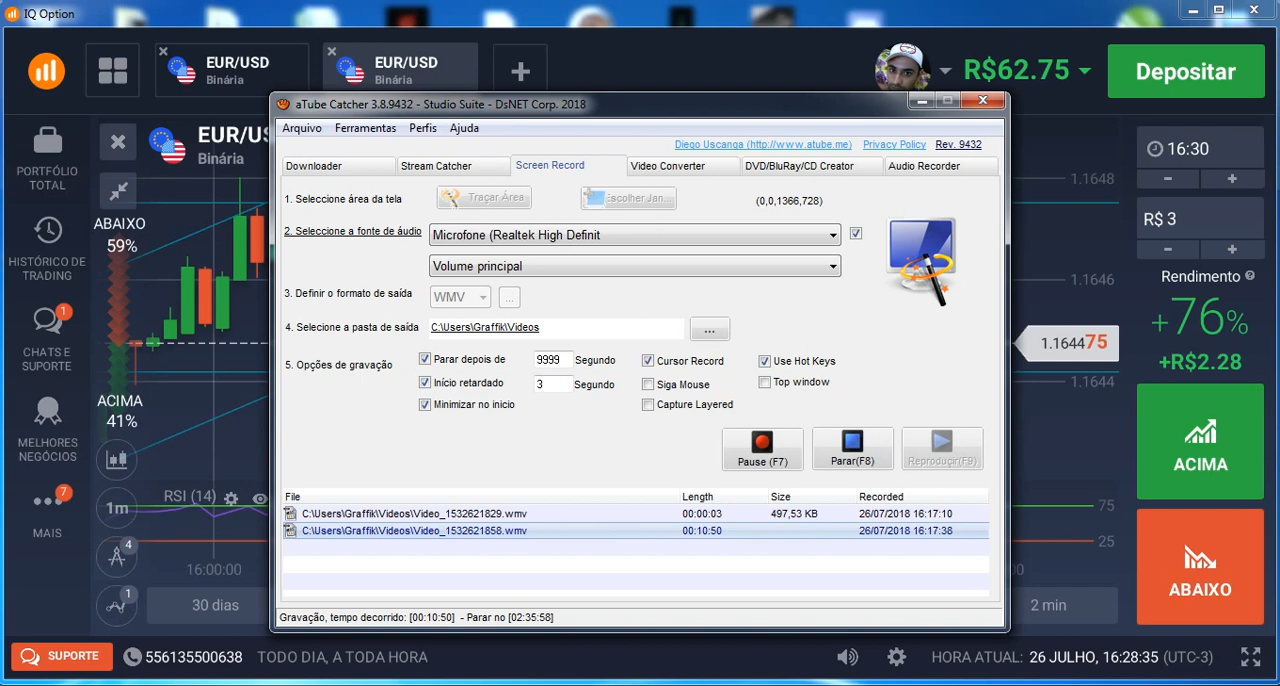 IQ Option
EUR/USD
Binária
EUR/USD
Binária
R$62.75
Depositar
aTube Catcher 3.8.9432 - Studio Suite - DsNET Corp. 2018
Arquivo Ferramentas Perfis Ajuda
Diego Uscanga (http://www.atube.me) Privacy Policy Rev. 9432
Downloader Stream Catcher Screen Record Video Converter DVD/BluRay/CD Creator Audio Recorder
1. Seleccione área da tela Traçar Área Escolher Jan... (0,0,1366,728)
2. Seleccione a fonte de áudio Microfone (Realtek High Definit
Volume principal
3. Definir o formato de saída WMV ...
4. Selecione a pasta de saída C:\Users\Graffik\Videos ...
5. Opções de gravação
Parar depois de 9999 Segundo Cursor Record Use Hot Keys
Início retardado 3 Segundo Siga Mouse Top window
Minimizar no inicio Capture Layered
Pause (F7) Parar(F8) Reproducir(F9)
File Length Size Recorded
C:\Users\Graffik\Videos\Video_1532621829.wmv 00:00:03 497,53 KB 26/07/2018 16:17:10
C:\Users\Graffik\Videos\Video_1532621858.wmv 00:10:50 26/07/2018 16:17:38
Gravação, tempo decorrido: [00:10:50] - Parar no [02:35:58]
PORTFÓLIO
TOTAL
HISTÓRICO DE
TRADING
1
CHATS E
SUPORTE
MELHORES
NEGÓCIOS
7
MAIS
Binária
ABAIXO
59%
ACIMA
41%
1m
4
1
RSI (14)
16:00:00
30 dias
2 min
1.1648
1.1646
1.164475
1.1644
75
25
16:30
- +
R$ 3
- +
Rendimento
+76%
+R$2.28
ACIMA
ABAIXO
SUPORTE 556135500638 TODO DIA, A TODA HORA
HORA ATUAL: 26 JULHO, 16:28:35 (UTC-3)